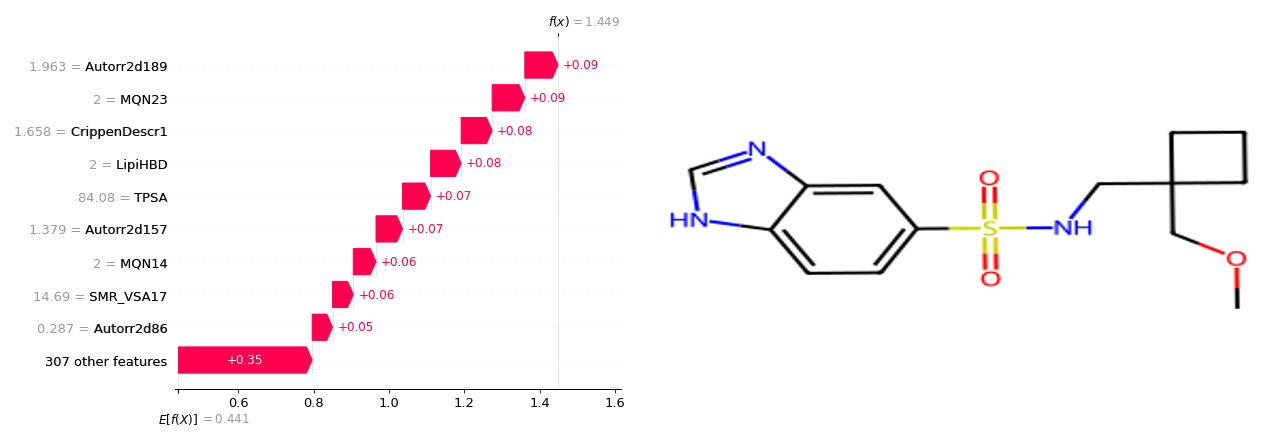 f(x) = 1.449
1.963 = Autorr2d189
+0.09
2 = MQN23
+0.09
1.658 = CrippenDescr1
+0.08
2 = LipiHBD
+0.08
84.08 = TPSA
+0.07
1.379 = Autorr2d157
+0.07
2 = MQN14
+0.06
14.69 = SMR_VSA17
+0.06
0.287 = Autorr2d86
+0.05
307 other features
+0.35
0.6 0.8 1.0 1.2 1.4 1.6
E[f(X)] = 0.441
N
HN
O
S
NH
O
O